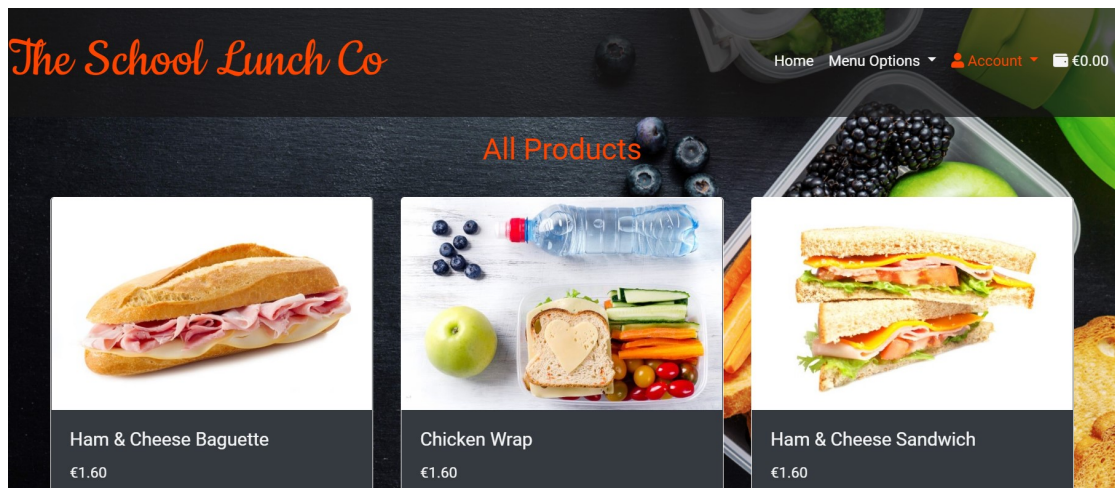 The School Lunch Co
Home Menu Options Account €0.00
All Products
Ham & Cheese Baguette
€1.60
Chicken Wrap
€1.60
Ham & Cheese Sandwich
€1.60